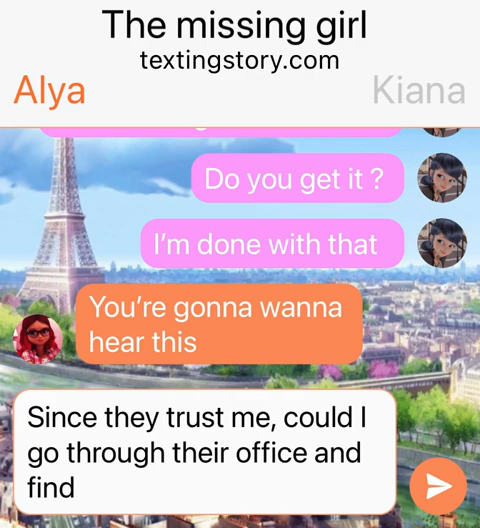 The missing girl
textingstory.com
Alya Kiana
Do you get it ?
I'm done with that
You're gonna wanna
hear this
Since they trust me, could I
go through their office and
find